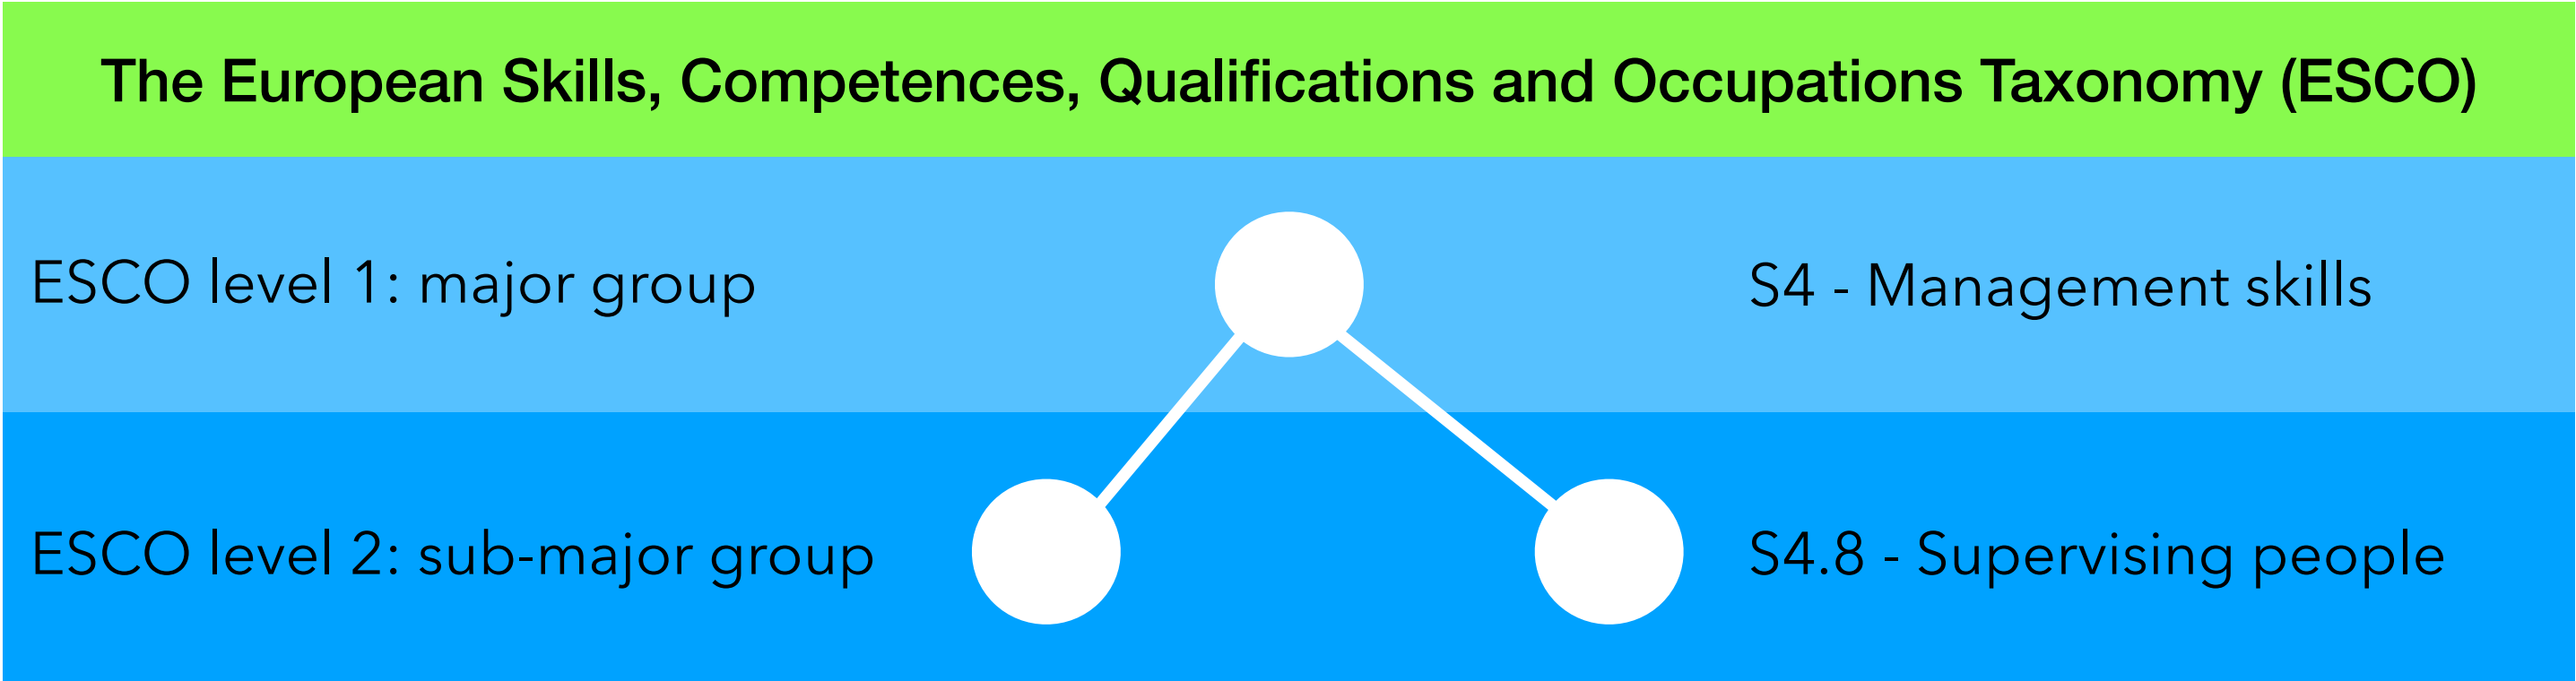 The European Skills, Competences, Qualifications and Occupations Taxonomy (ESCO)
ESCO level 1: major group
S4 - Management skills
ESCO level 2: sub-major group
S4.8 - Supervising people